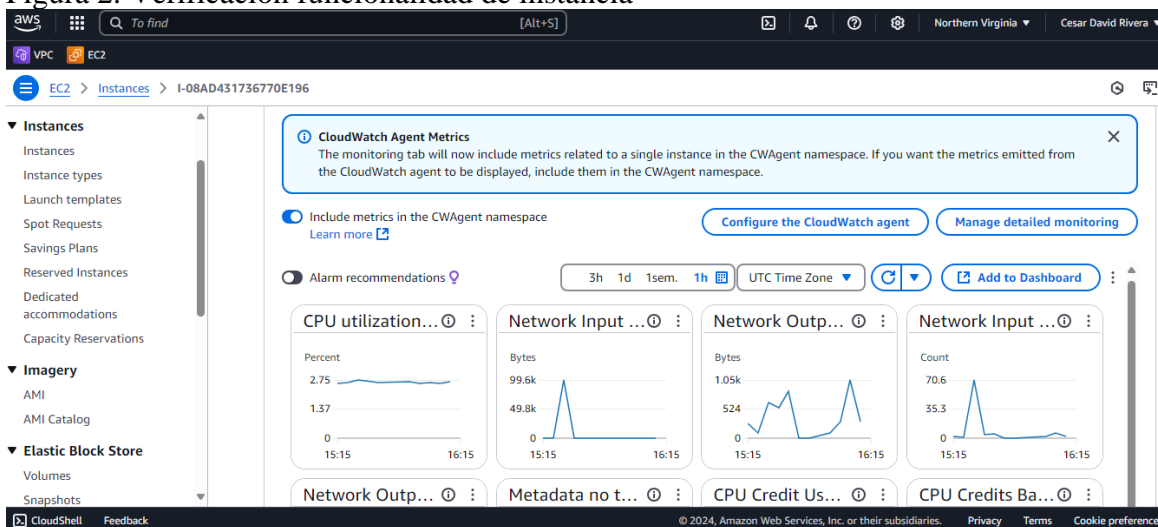 Figura 2. Verificación funcionalidad de instancia
aws
To find
[Alt+S]
Northern Virginia
Cesar David Rivera
VPC
EC2
EC2 > Instances > I-08AD431736770E196
Instances
Instances
Instance types
Launch templates
Spot Requests
Savings Plans
Reserved Instances
Dedicated
accommodations
Capacity Reservations
Imagery
AMI
AMI Catalog
Elastic Block Store
Volumes
Snapshots
CloudWatch Agent Metrics
The monitoring tab will now include metrics related to a single instance in the CWAgent namespace. If you want the metrics emitted from
the CloudWatch agent to be displayed, include them in the CWAgent namespace.
Include metrics in the CWAgent namespace
Learn more
Configure the CloudWatch agent
Manage detailed monitoring
Alarm recommendations
3h 1d 1sem. 1h
UTC Time Zone
Add to Dashboard
CPU utilization...
Percent
2.75
1.37
0
15:15 16:15
Network Input ...
Bytes
99.6k
49.8k
0
15:15 16:15
Network Outp...
Bytes
1.05k
524
0
15:15 16:15
Network Input ...
Count
70.6
35.3
0
15:15 16:15
Network Outp...
Metadata no t...
CPU Credit Us...
CPU Credits Ba...
CloudShell Feedback
© 2024, Amazon Web Services, Inc. or their subsidiaries. Privacy Terms Cookie preference